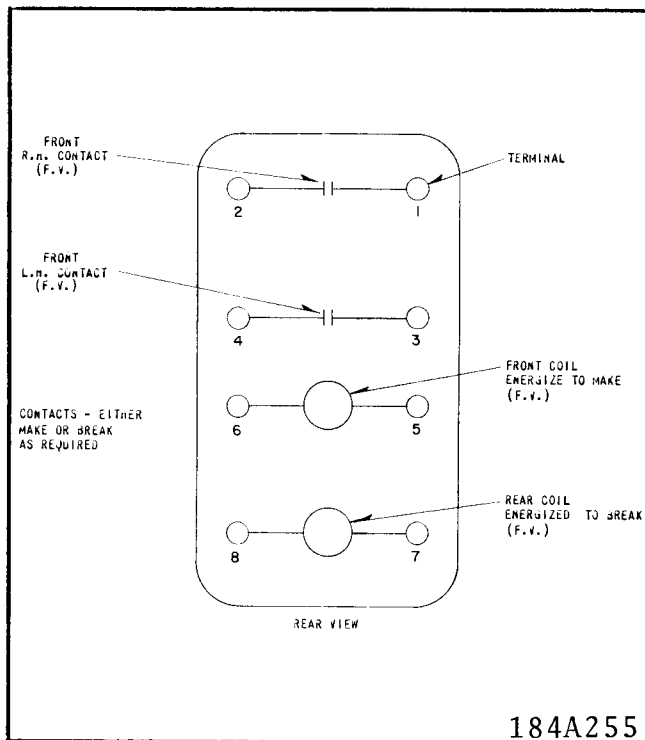 FRONT
R.H. CONTACT
(F.V.)
TERMINAL
2
1
FRONT
L.H. CONTACT
(F.V.)
4
3
FRONT COIL
ENERGIZE TO MAKE
(F.V.)
6
5
CONTACTS - EITHER
MAKE OR BREAK
AS REQUIRED
REAR COIL
ENERGIZED TO BREAK
(F.V.)
8
7
REAR VIEW
184A255